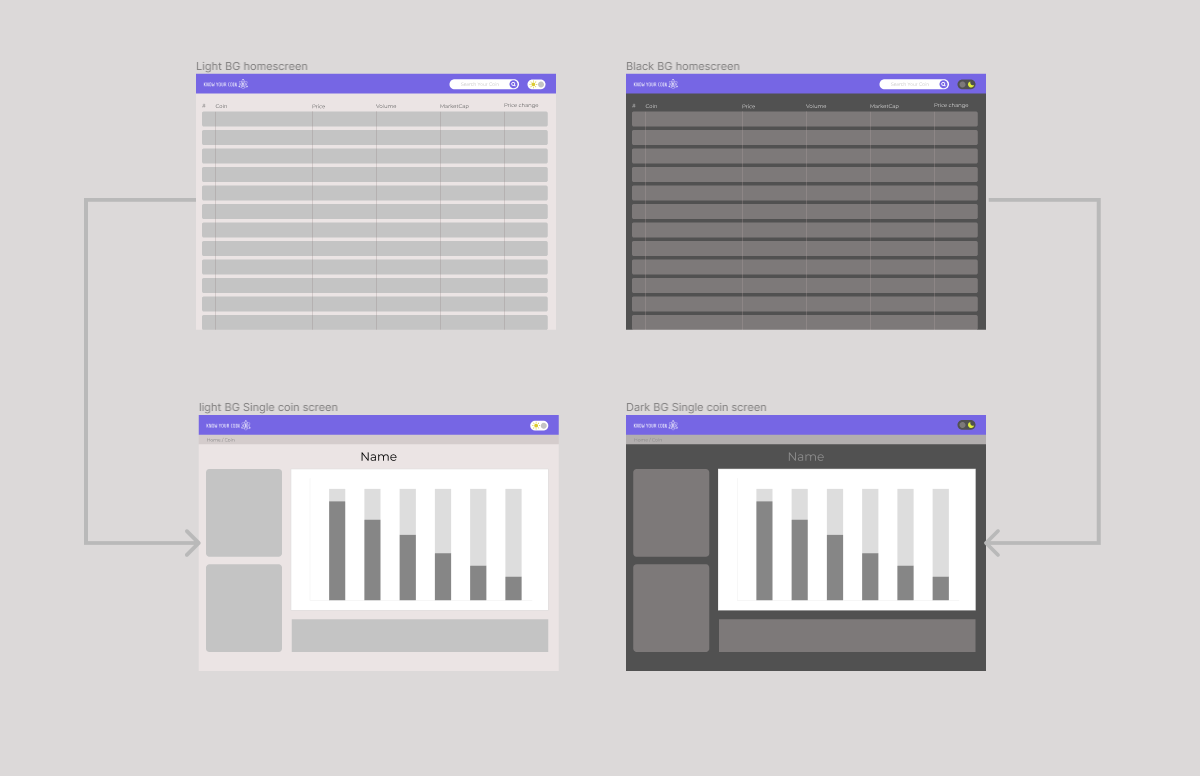 Light BG homescreen
KNOW YOUR COIN
Search Your Coin
# Coin Price Volume MarketCap Price change
Black BG homescreen
KNOW YOUR COIN
Search Your Coin
# Coin Price Volume MarketCap Price change
light BG Single coin screen
KNOW YOUR COIN
Home / Coin
Name
Dark BG Single coin screen
KNOW YOUR COIN
Home / Coin
Name